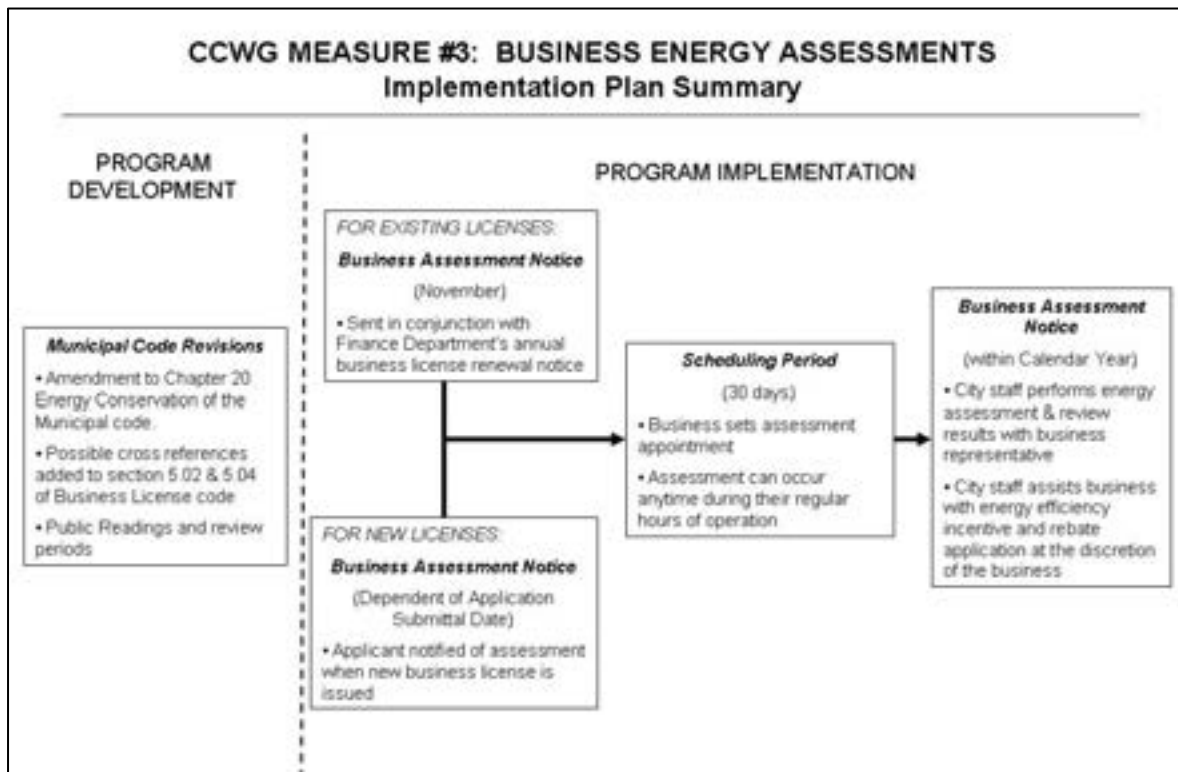 CCWG MEASURE #3: BUSINESS ENERGY ASSESSMENTS
Implementation Plan Summary
PROGRAM
DEVELOPMENT
Municipal Code Revisions
• Amendment to Chapter 20
Energy Conservation of the
Municipal code.
• Possible cross references
added to section 5.02 & 5.04
of Business License code
• Public Readings and review
periods
PROGRAM IMPLEMENTATION
FOR EXISTING LICENSES:
Business Assessment Notice
(November)
• Sent in conjunction with
Finance Department's annual
business license renewal notice
FOR NEW LICENSES:
Business Assessment Notice
(Dependent of Application
Submittal Date)
• Applicant notified of assessment
when new business license is
issued
Scheduling Period
(30 days)
• Business sets assessment
appointment
• Assessment can occur
anytime during their regular
hours of operation
Business Assessment
Notice
(within Calendar Year)
• City staff performs energy
assessment & review
results with business
representative
• City staff assists business
with energy efficiency
incentive and rebate
application at the discretion
of the business